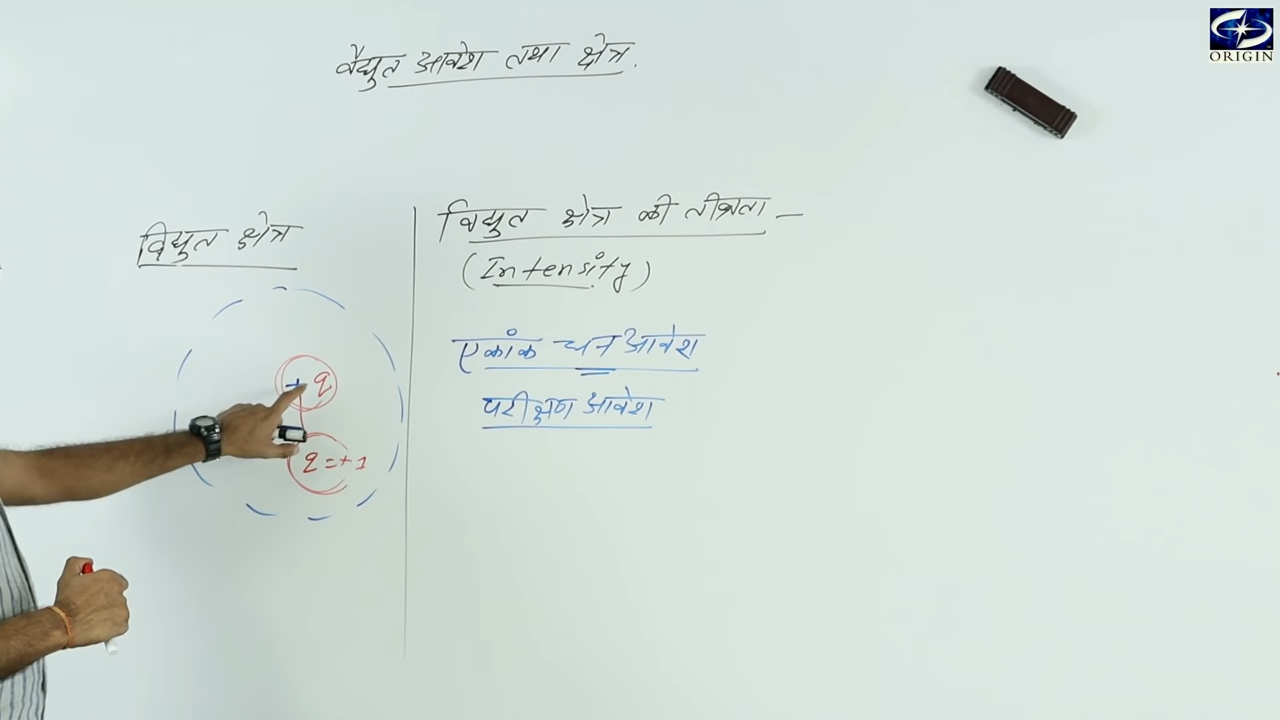 वैद्युत आवेश तथा क्षेत्र.
विद्युत क्षेत्र
+ q
q = + 1
विद्युत क्षेत्र की तीव्रता —
(Intensity)
एकांक धन आवेश
परीक्षण आवेश
ORIGIN